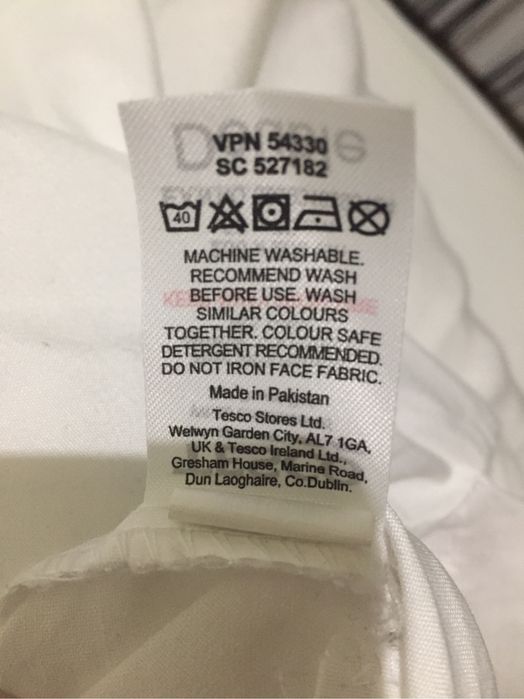 VPN 54330
SC 527182
40
MACHINE WASHABLE.
RECOMMEND WASH
BEFORE USE. WASH
SIMILAR COLOURS
TOGETHER. COLOUR SAFE
DETERGENT RECOMMENDED.
DO NOT IRON FACE FABRIC.
Made in Pakistan
Tesco Stores Ltd.
Welwyn Garden City, AL7 1GA,
UK & Tesco Ireland Ltd.,
Gresham House, Marine Road,
Dun Laoghaire, Co.Dublin.